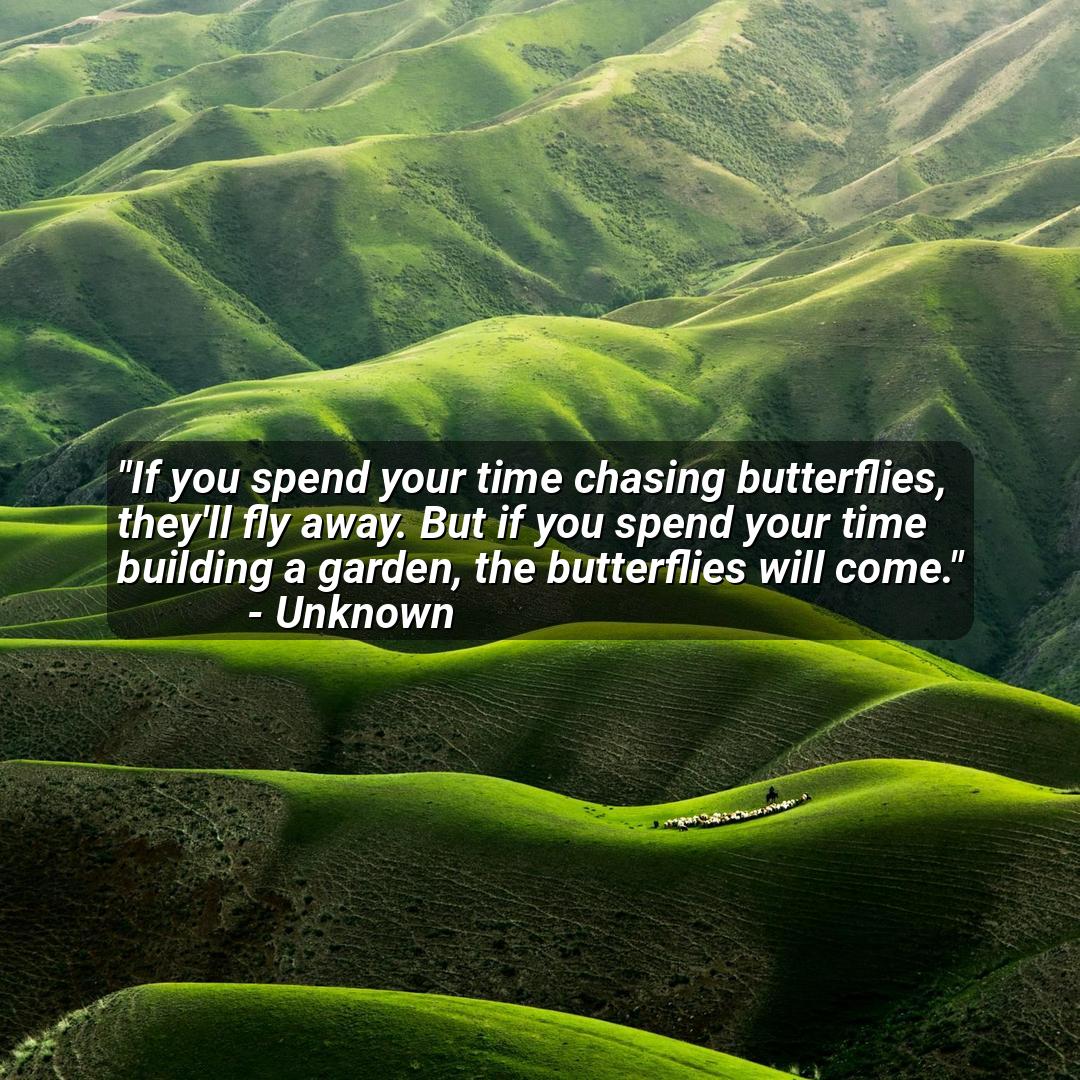 "If you spend your time chasing butterflies,
they'll fly away. But if you spend your time
building a garden, the butterflies will come."
- Unknown